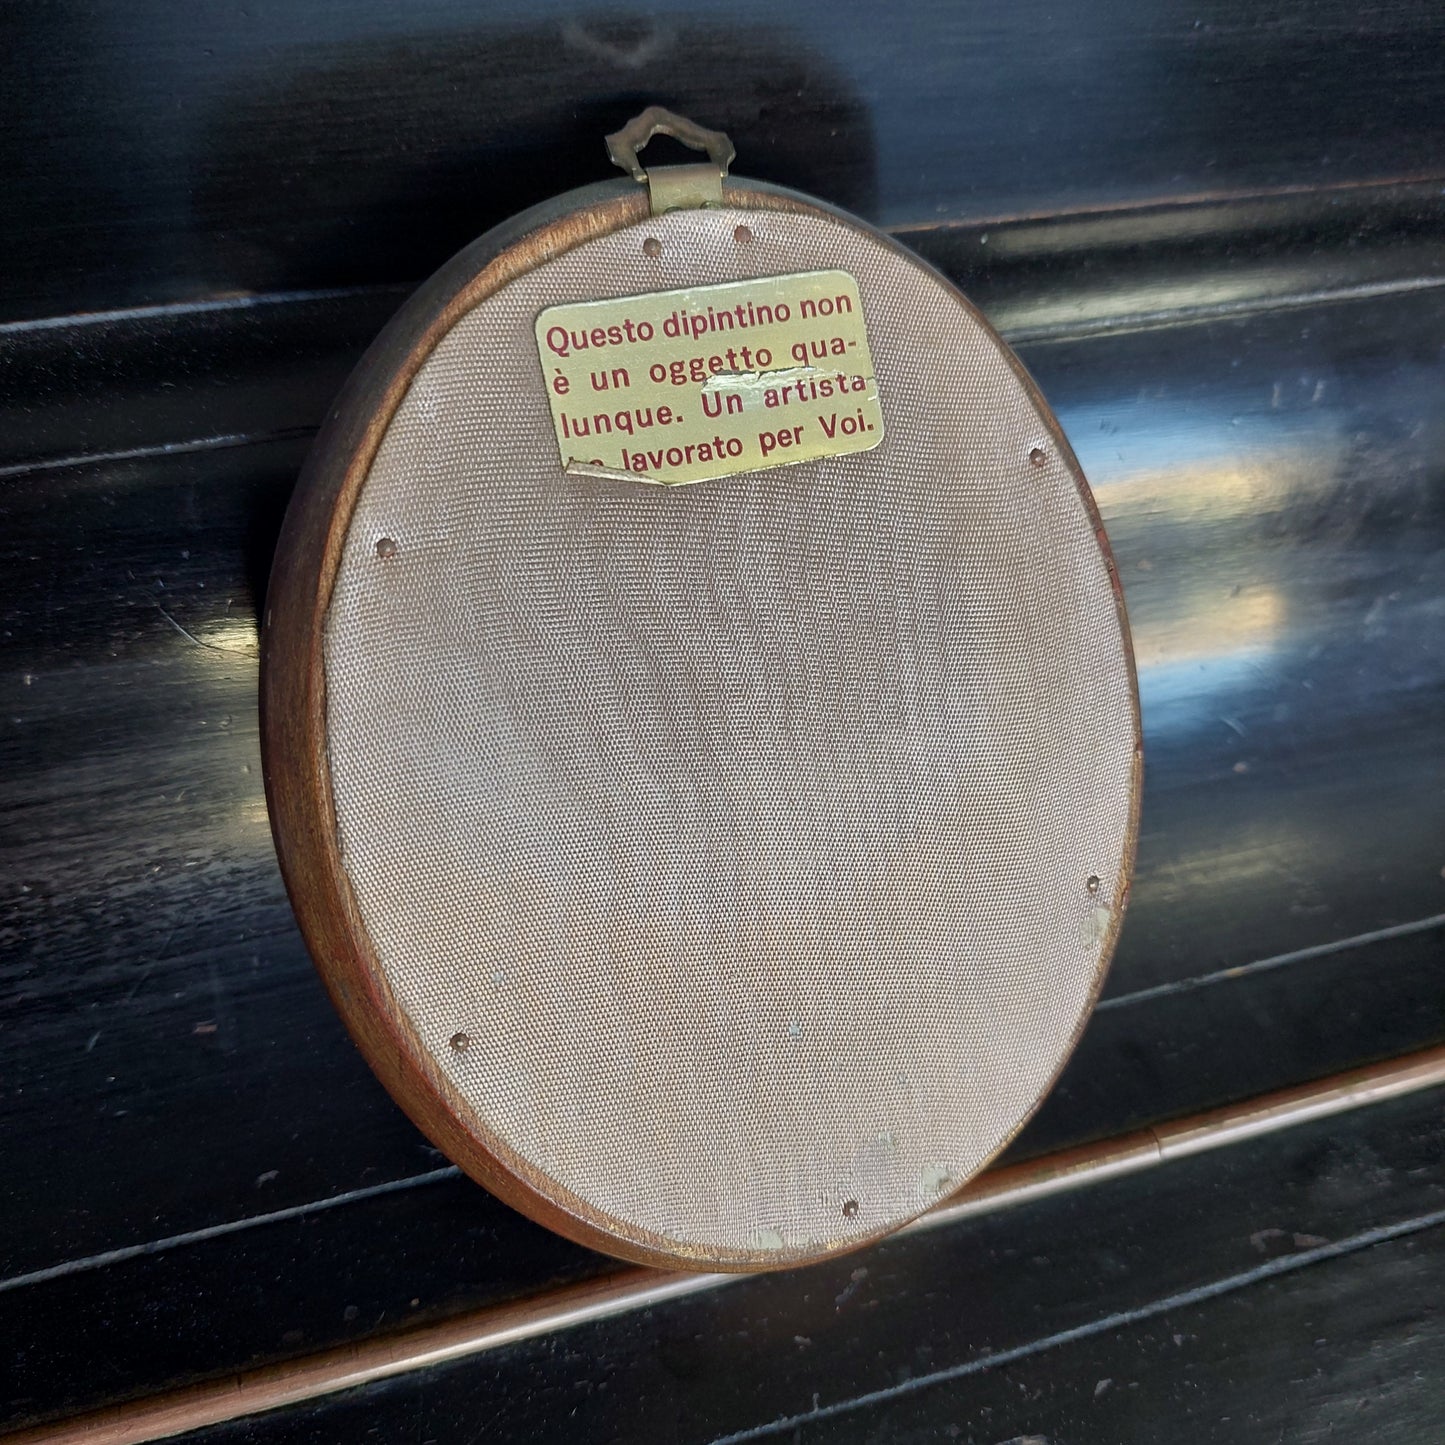 Questo dipintino non
è un oggetto qua-
lunque. Un artista
lavorato per Voi.